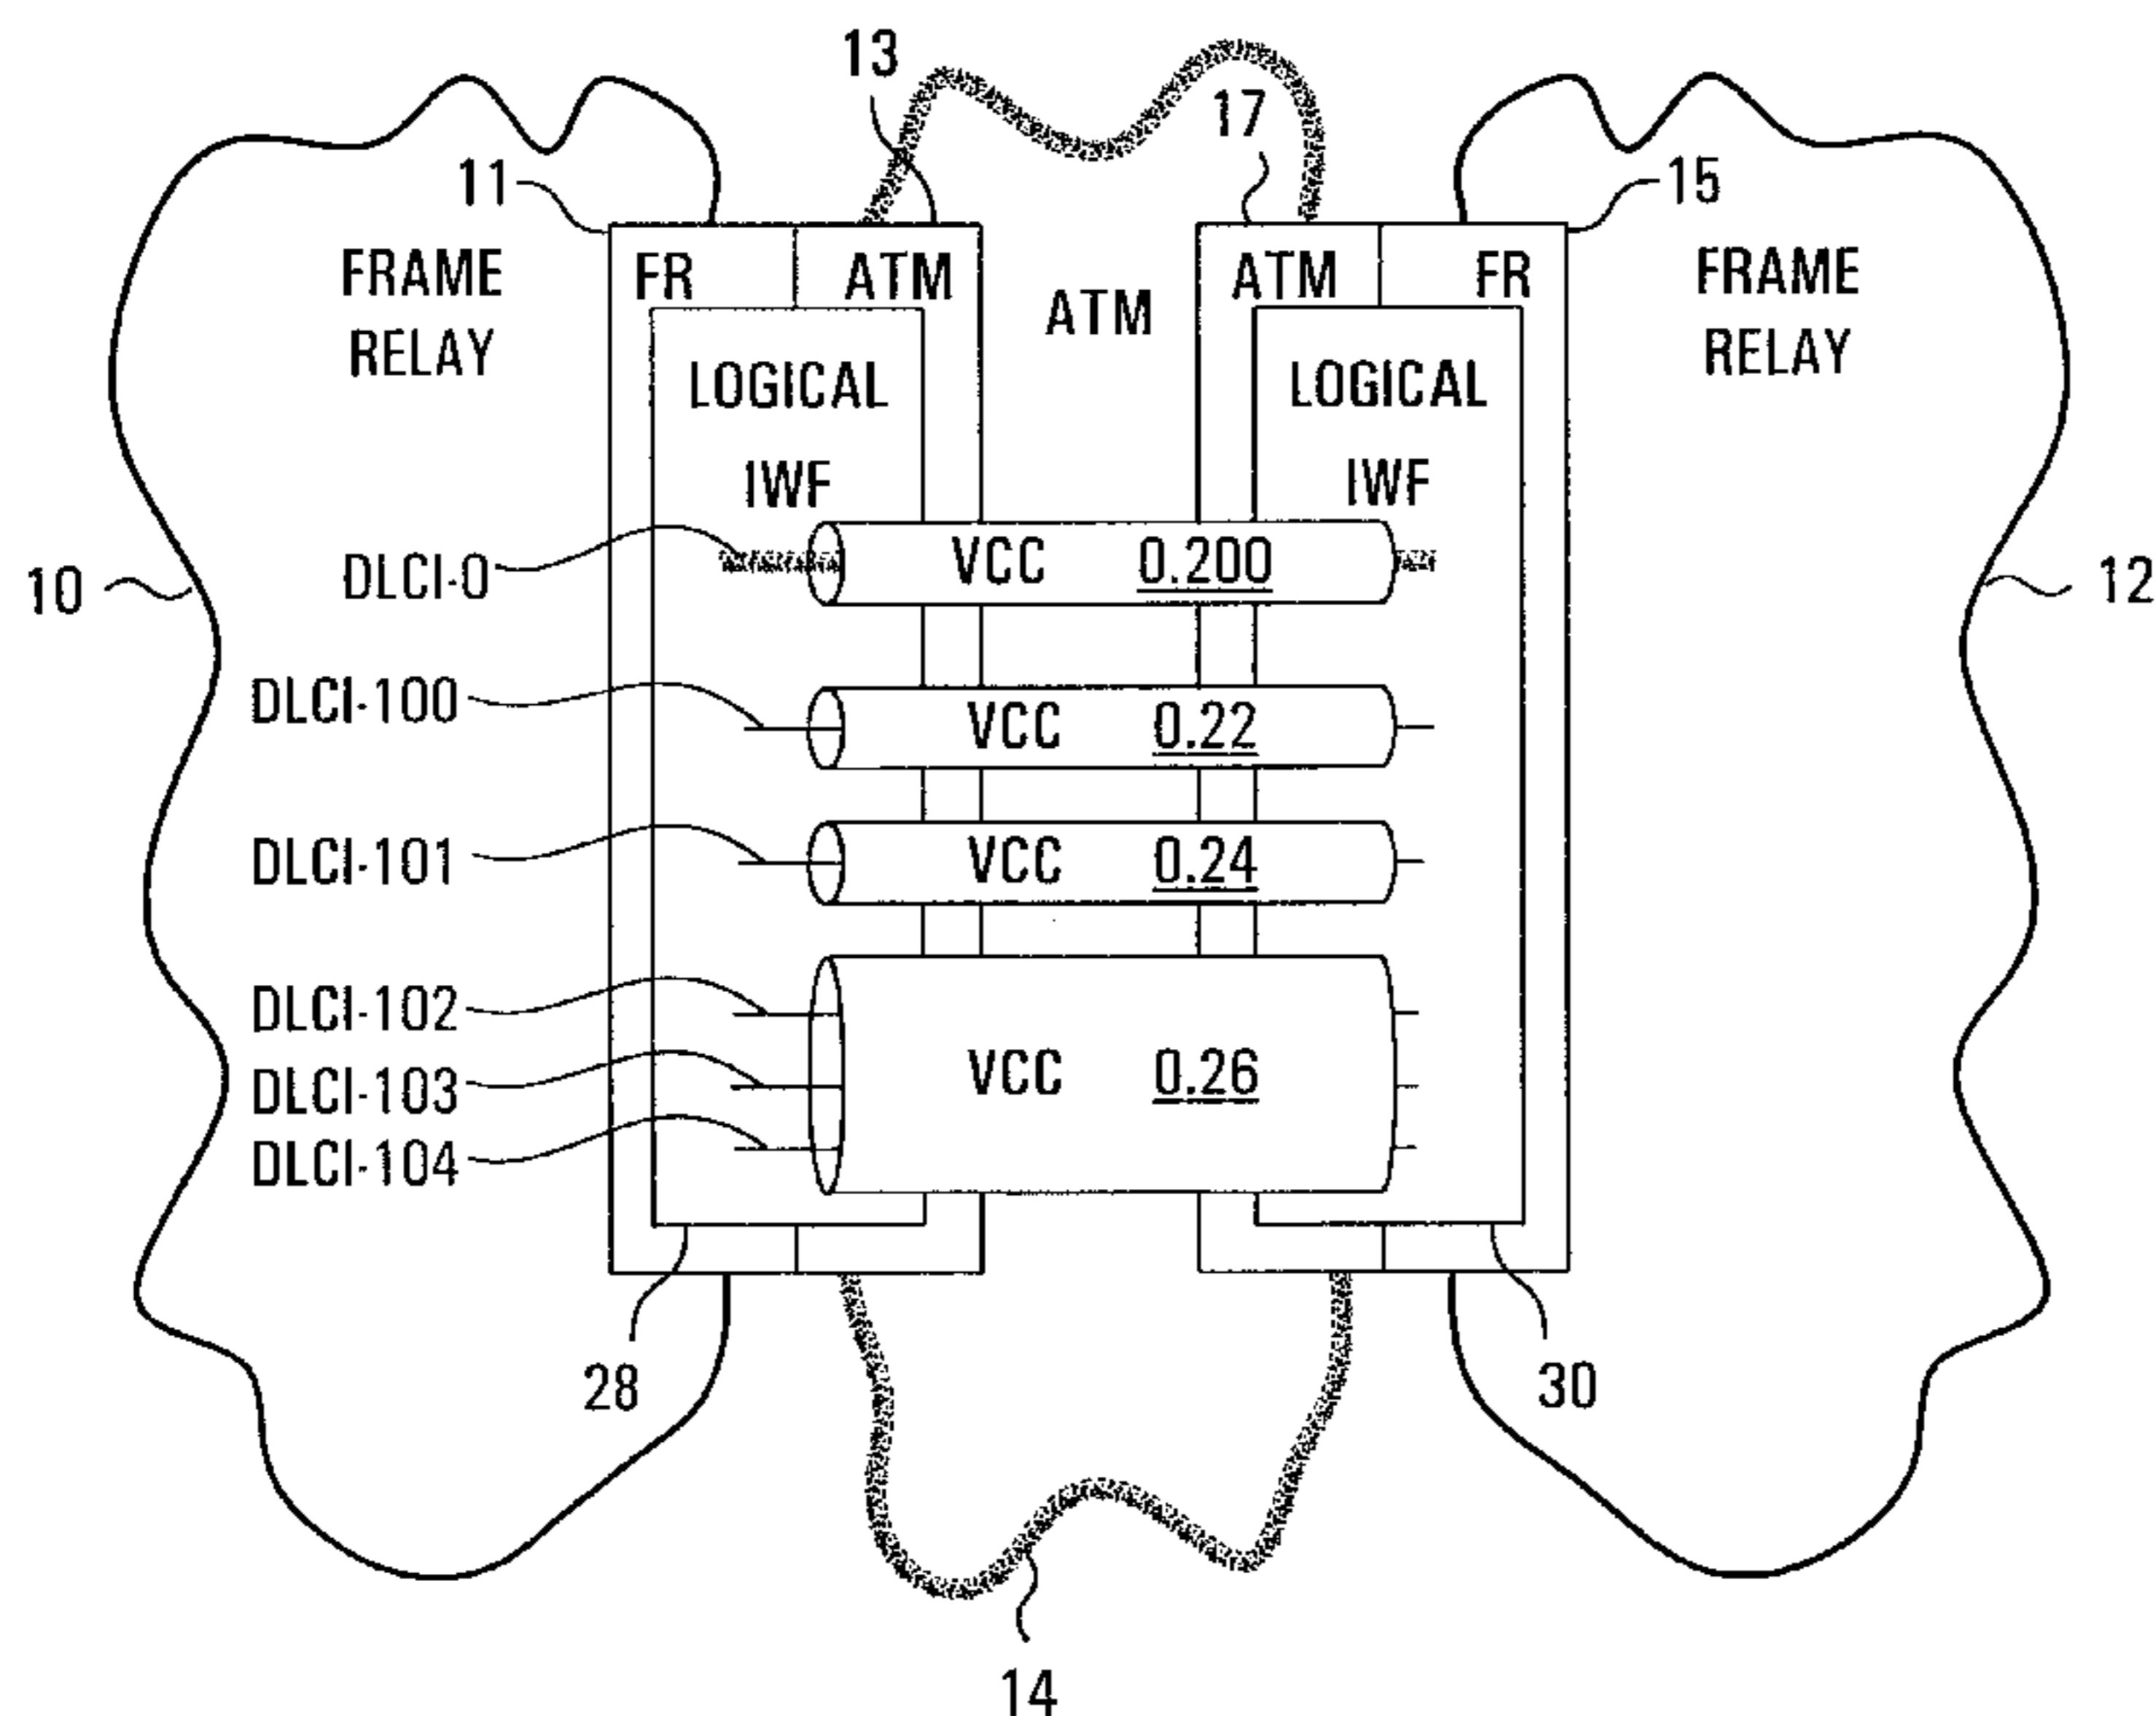 13
17
11
15
FRAME
RELAY
FR
ATM
ATM
ATM
FR
FRAME
RELAY
LOGICAL
IWF
LOGICAL
IWF
10
DLCI-0
VCC 0.200
12
DLCI-100
VCC 0.22
DLCI-101
VCC 0.24
DLCI-102
DLCI-103
VCC 0.26
DLCI-104
28
30
14